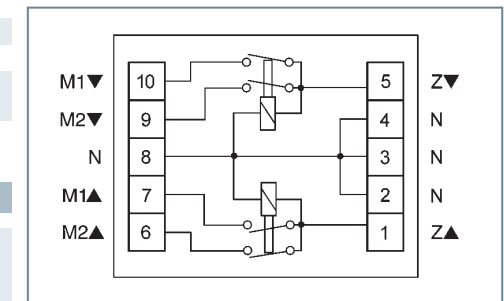 M1▼ 10 5 Z▼
M2▼ 9 4 N
N 8 3 N
M1▲ 7 2 N
M2▲ 6 1 Z▲